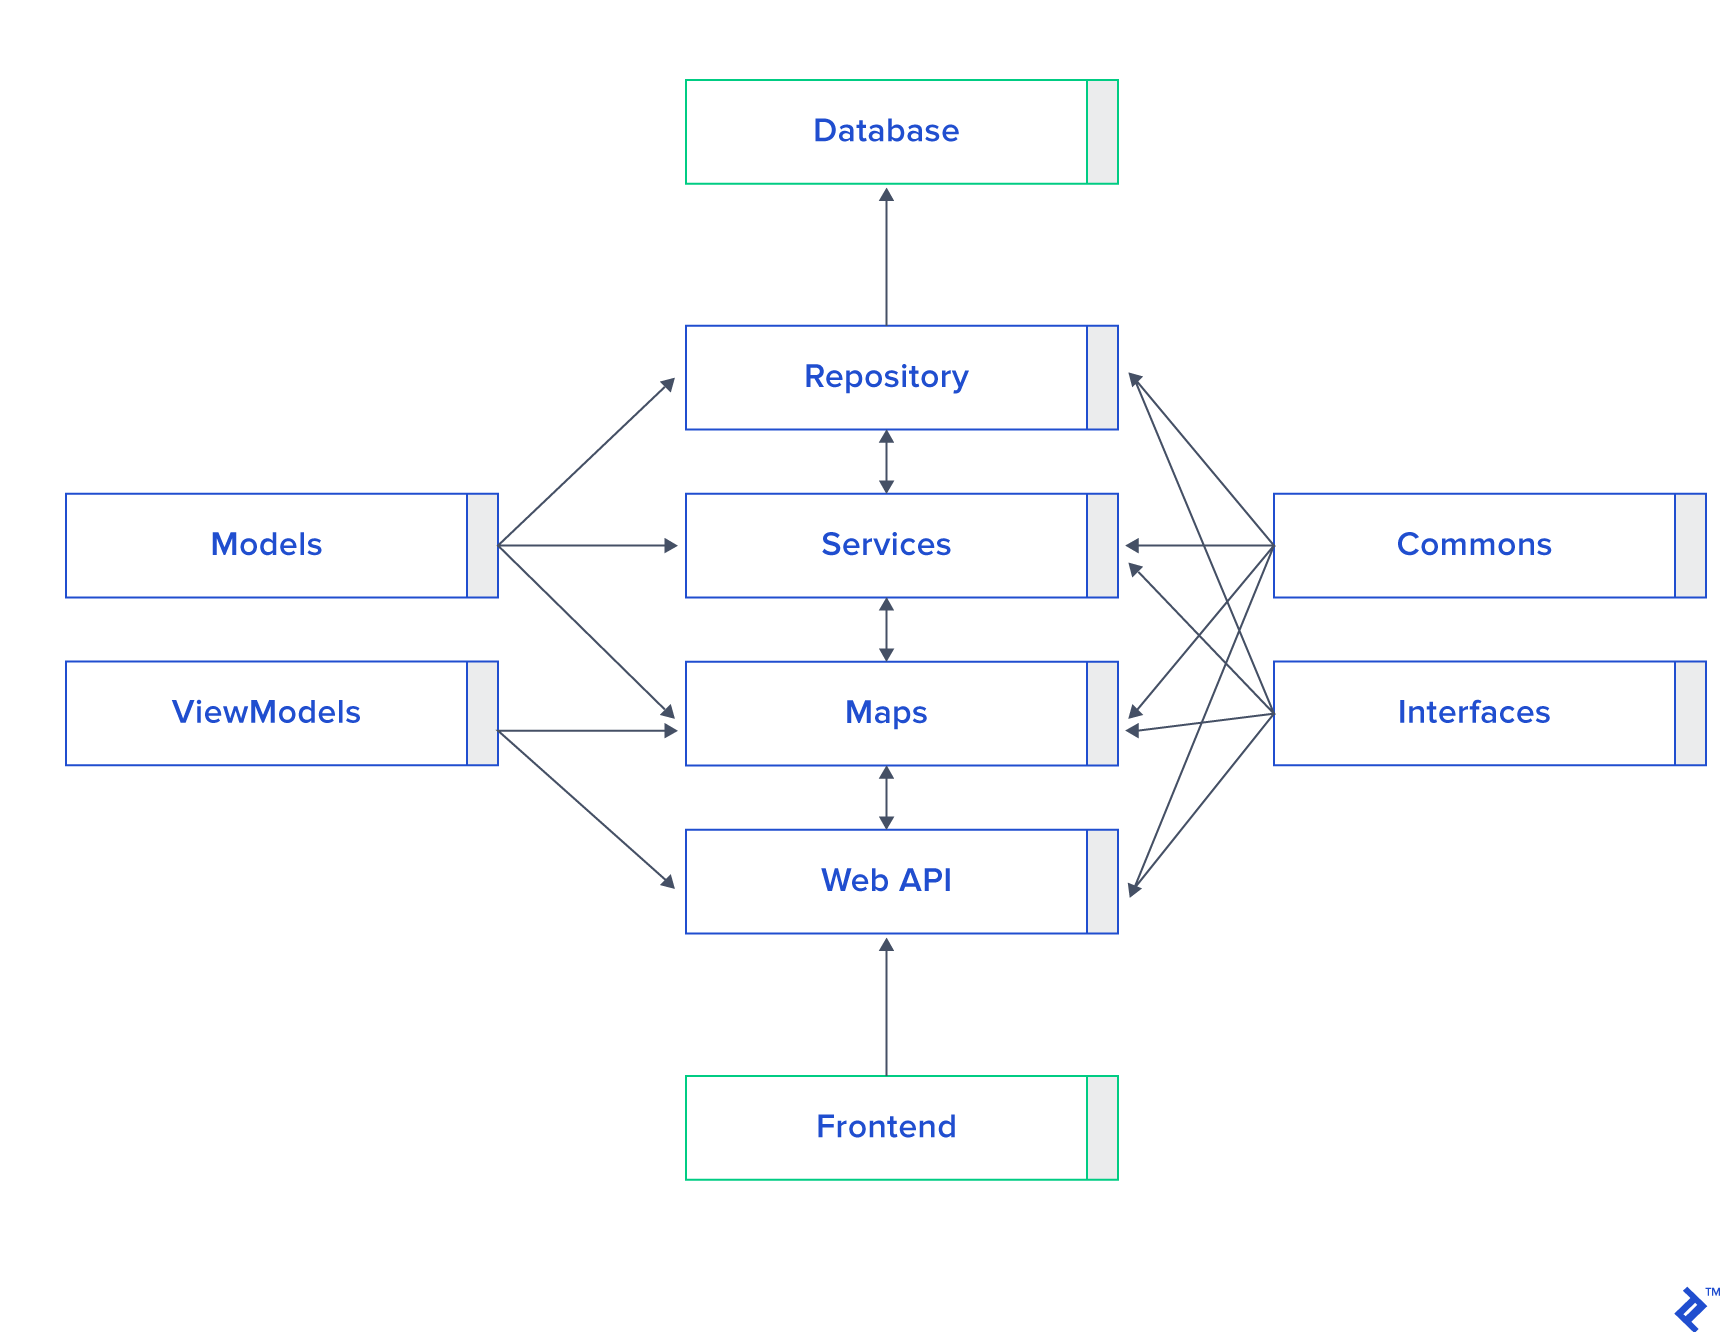 Database
Repository
Models
Services
Commons
ViewModels
Maps
Interfaces
Web API
Frontend
TM